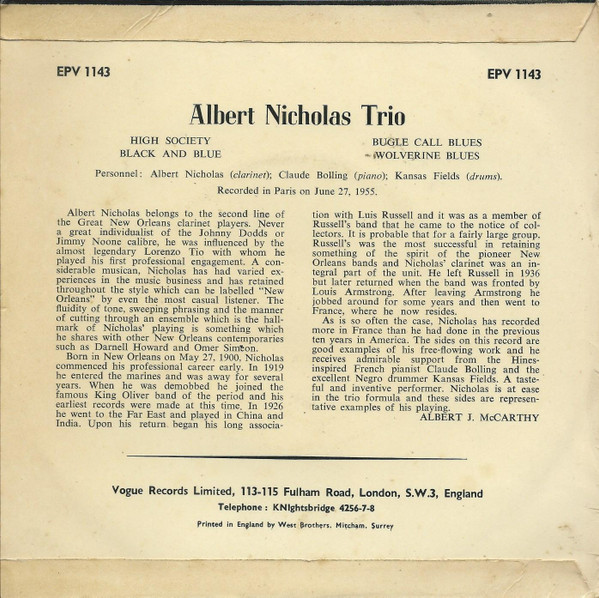 EPV 1143
EPV 1143
Albert Nicholas Trio
HIGH SOCIETY
BLACK AND BLUE
BUGLE CALL BLUES
WOLVERINE BLUES
Personnel: Albert Nicholas (clarinet); Claude Bolling (piano); Kansas Fields (drums).
Recorded in Paris on June 27, 1955.
Albert Nicholas belongs to the second line of
the Great New Orleans clarinet players. Never
a great individualist of the Johnny Dodds or
Jimmy Noone calibre, he was influenced by the
almost legendary Lorenzo Tio with whom he
played his first professional engagement. A con-
siderable musican, Nicholas has had varied ex-
periences in the music business and has retained
throughout the style which can be labelled "New
Orleans" by even the most casual listener. The
fluidity of tone, sweeping phrasing and the manner
of cutting through an ensemble which is the hall-
mark of Nicholas' playing is something which
he shares with other New Orleans contemporaries
such as Darnell Howard and Omer Simeon.
Born in New Orleans on May 27, 1900, Nicholas
commenced his professional career early. In 1919
he entered the marines and was away for several
years. When he was demobbed he joined the
famous King Oliver band of the period and his
earliest records were made at this time. In 1926
he went to the Far East and played in China and
India. Upon his return began his long associa-
tion with Luis Russell and it was as a member of
Russell's band that he came to the notice of col-
lectors. It is probable that for a fairly large group,
Russell's was the most successful in retaining
something of the spirit of the pioneer New
Orleans bands and Nicholas' clarinet was an in-
tegral part of the unit. He left Russell in 1936
but later returned when the band was fronted by
Louis Armstrong. After leaving Armstrong he
jobbed around for some years and then went to
France, where he now resides.
As is so often the case, Nicholas has recorded
more in France than he had done in the previous
ten years in America. The sides on this record are
good examples of his free-flowing work and he
receives admirable support from the Hines-
inspired French pianist Claude Bolling and the
excellent Negro drummer Kansas Fields. A taste-
ful and inventive performer, Nicholas is at ease
in the trio formula and these sides are represen-
tative examples of his playing.
ALBERT J. McCARTHY
Vogue Records Limited, 113-115 Fulham Road, London, S.W.3, England
Telephone: KNIghtsbridge 4256-7-8
Printed in England by West Brothers, Mitcham, Surrey